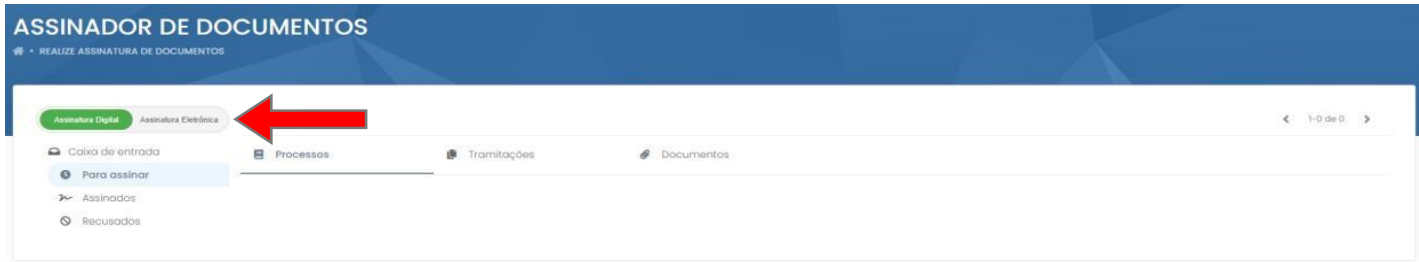 ASSINADOR DE DOCUMENTOS
• REALIZE ASSINATURA DE DOCUMENTOS
Assinatura Digital Assinatura Eletrônica
1-0 de 0
Caixa de entrada
Processos Tramitações Documentos
Para assinar
Assinados
Recusados